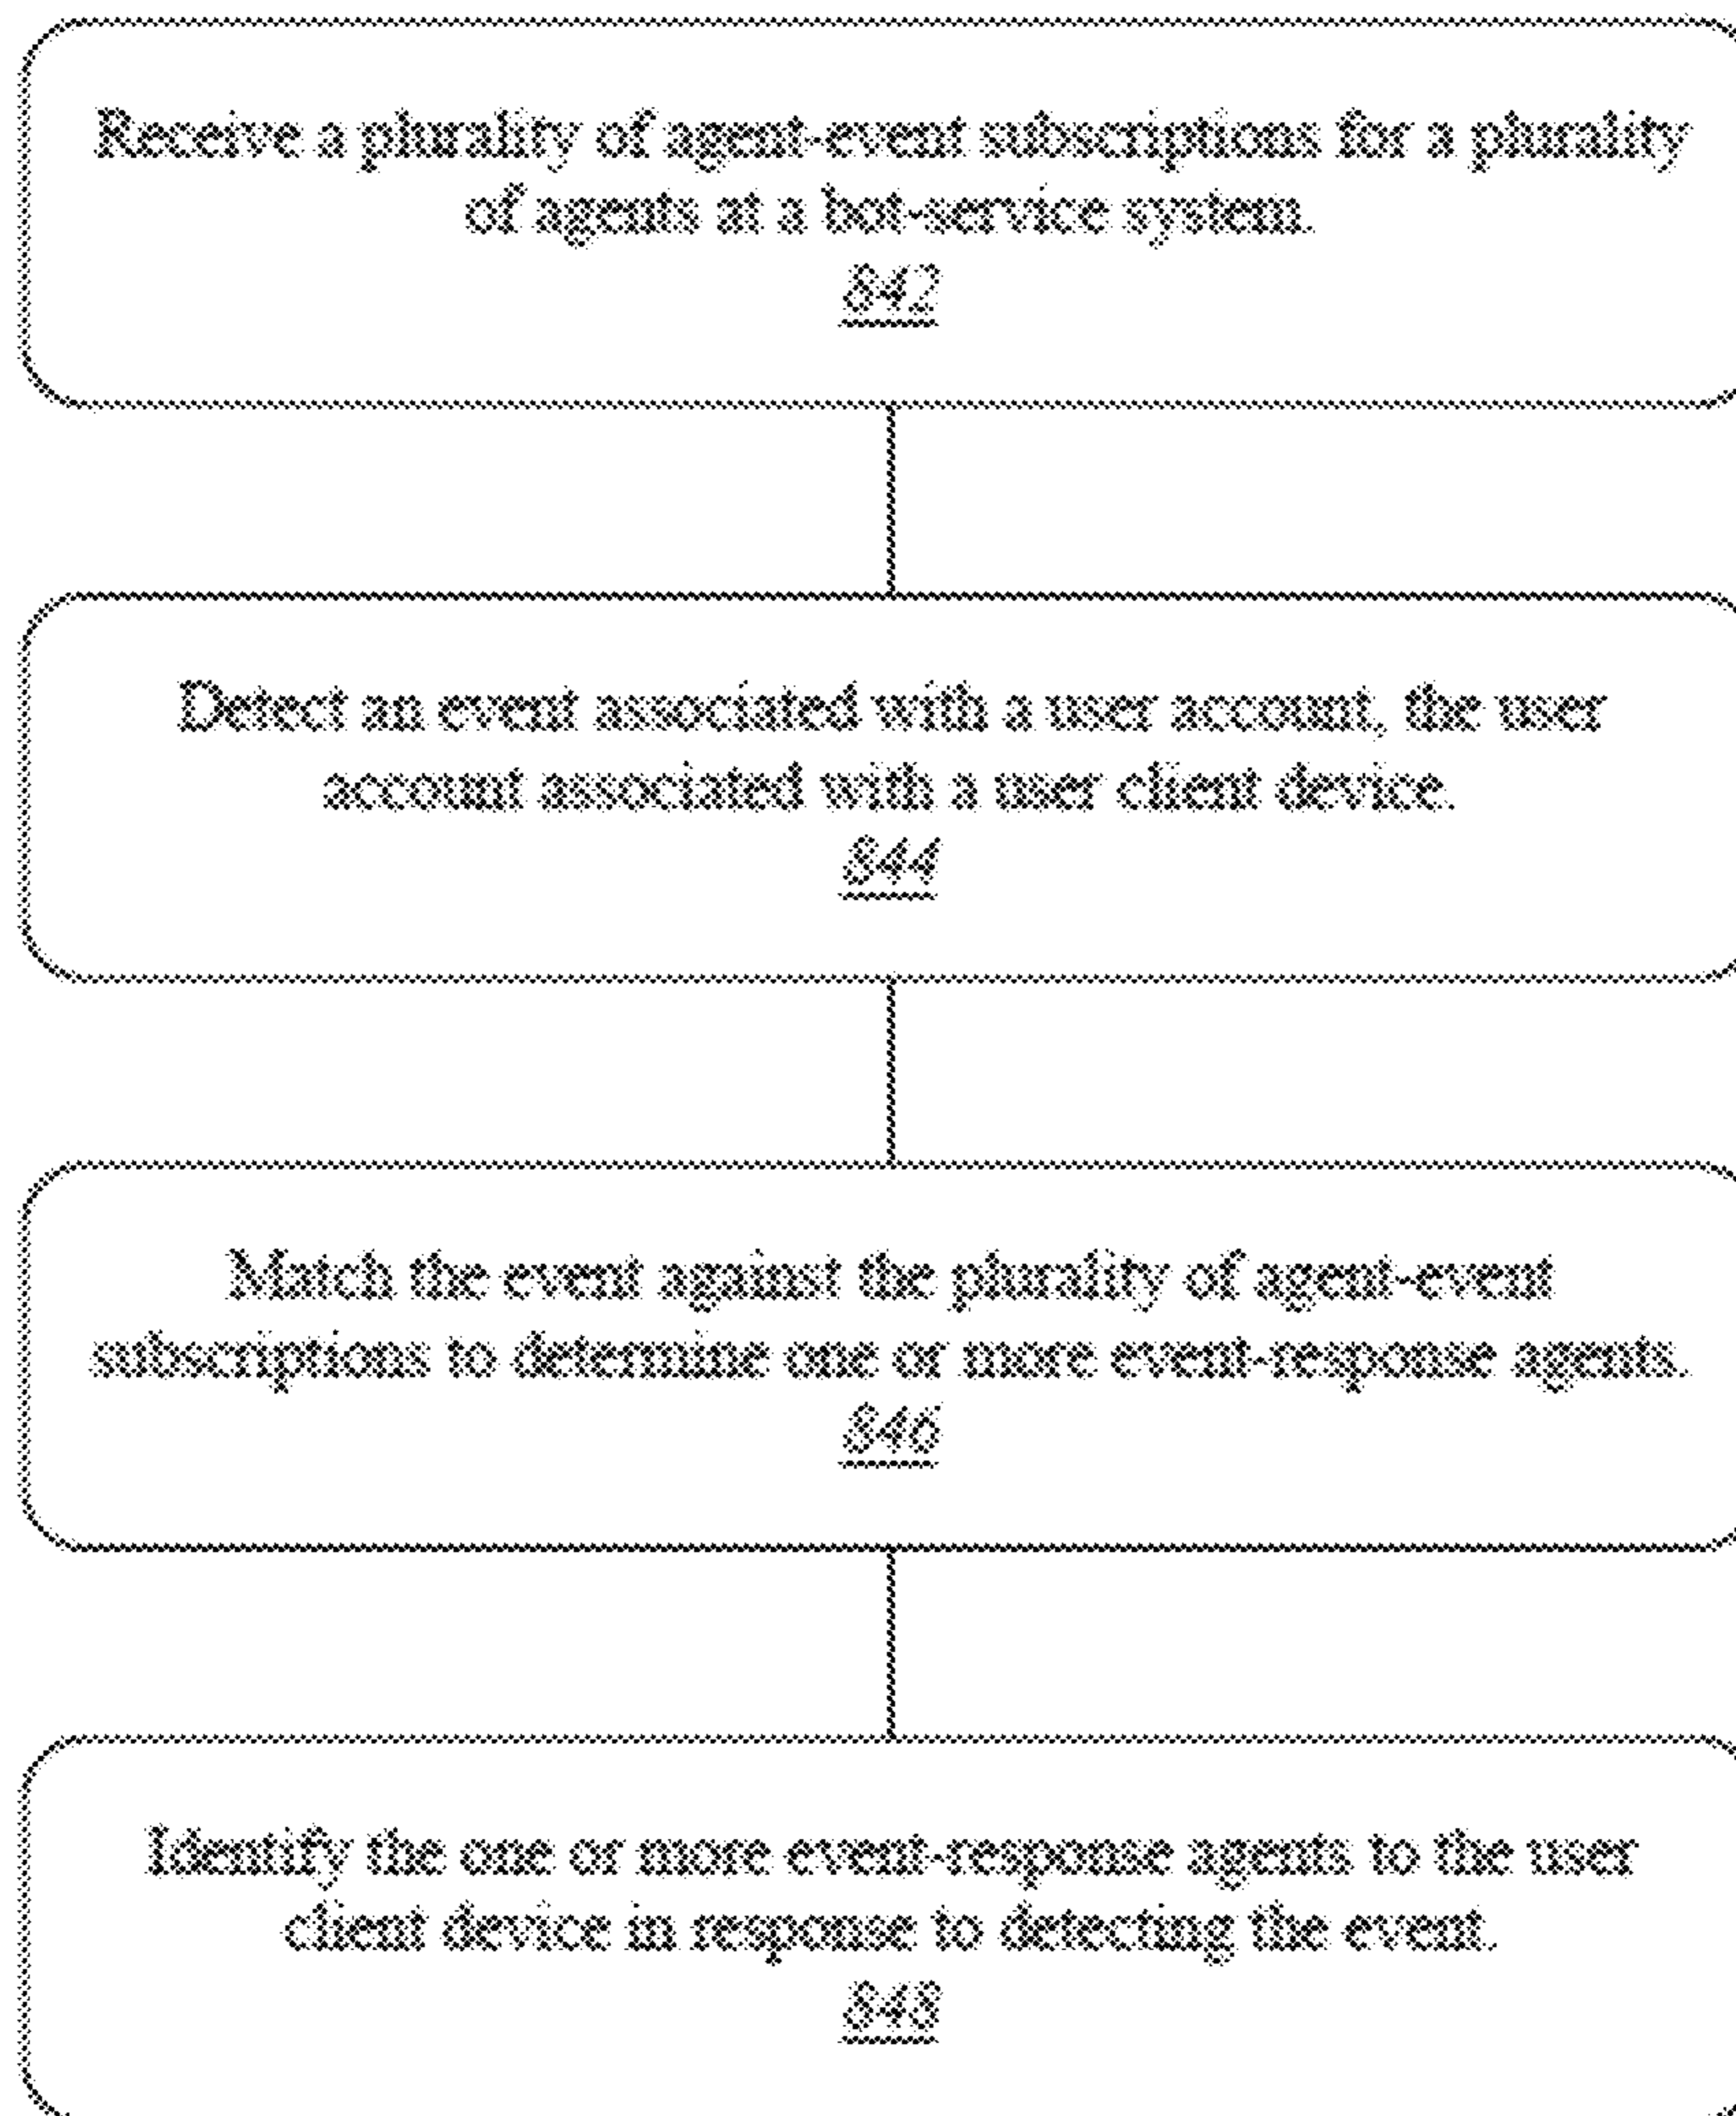 Receive a plurality of agent-event subscriptions for a plurality
of agents at a bot-service system.
842
Detect an event associated with a user account, the user
account associated with a user client device.
844
Match the event against the plurality of agent-event
subscriptions to determine one or more event-response agents.
846
Identify the one or more event-response agents to the user
client device in response to detecting the event.
848